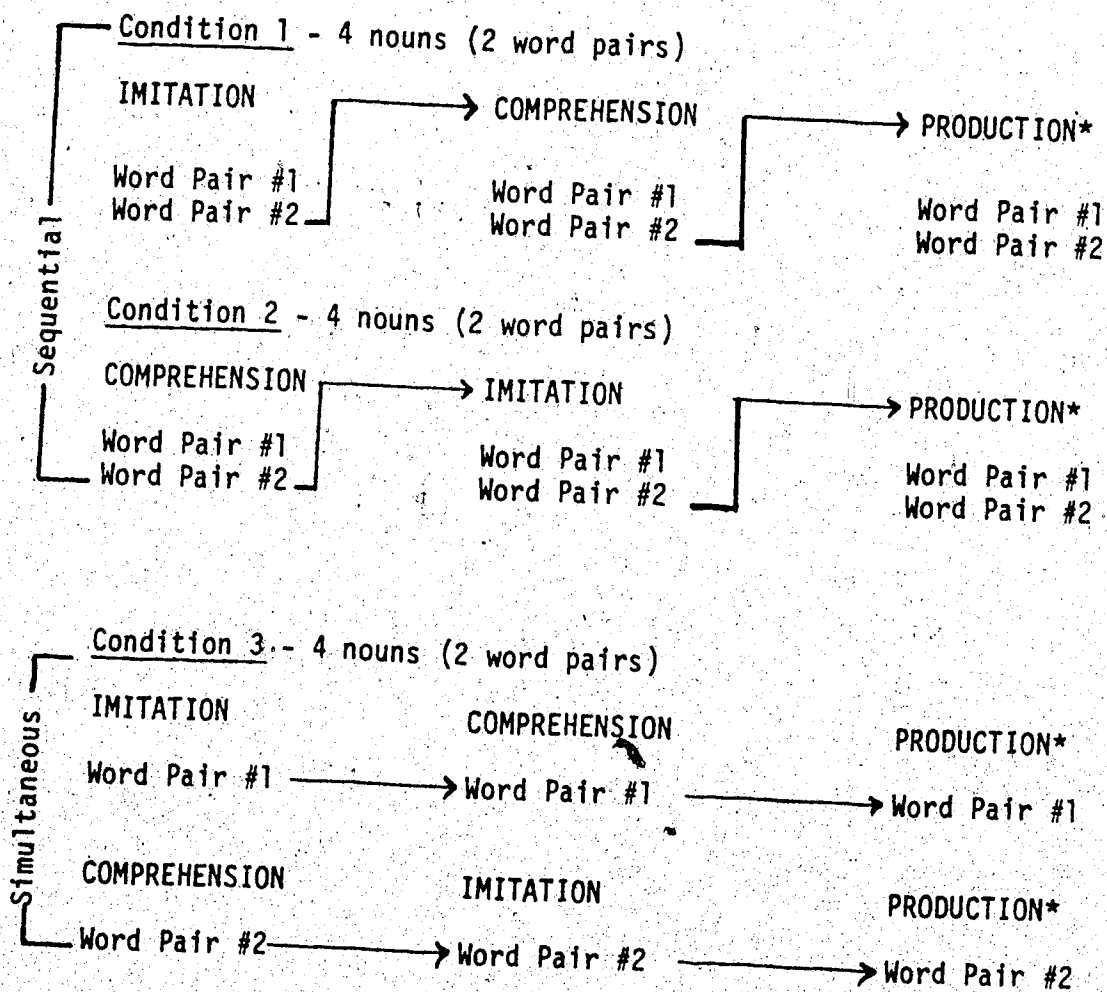 Condition 1 - 4 nouns (2 word pairs)
IMITATION
COMPREHENSION
PRODUCTION*
Word Pair #1
Word Pair #2
Word Pair #1
Word Pair #2
Word Pair #1
Word Pair #2
Sequential
Condition 2 - 4 nouns (2 word pairs)
COMPREHENSION
IMITATION
PRODUCTION*
Word Pair #1
Word Pair #2
Word Pair #1
Word Pair #2
Word Pair #1
Word Pair #2
Condition 3 - 4 nouns (2 word pairs)
IMITATION
COMPREHENSION
PRODUCTION*
Word Pair #1
Word Pair #1
Word Pair #1
Simultaneous
COMPREHENSION
IMITATION
PRODUCTION*
Word Pair #2
Word Pair #2
Word Pair #2